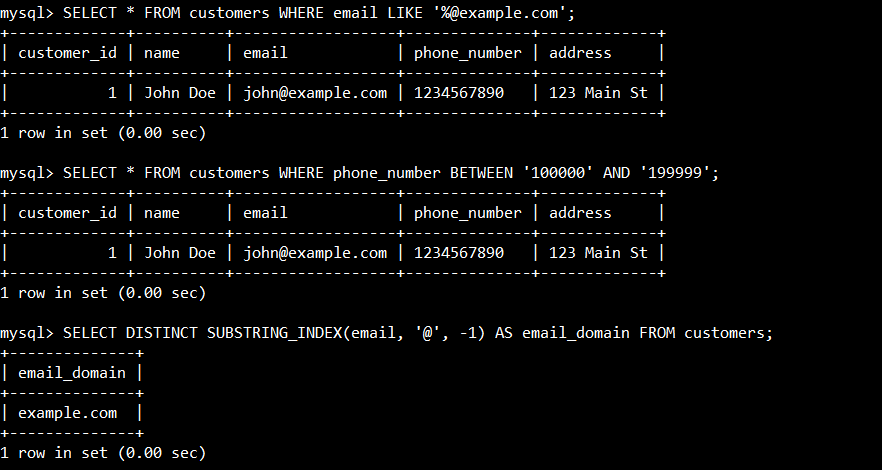 mysql> SELECT * FROM customers WHERE email LIKE '%@example.com';
+-------------+----------+------------------+--------------+-------------+
| customer_id | name     | email            | phone_number | address     |
+-------------+----------+------------------+--------------+-------------+
|           1 | John Doe | john@example.com | 1234567890   | 123 Main St |
+-------------+----------+------------------+--------------+-------------+
1 row in set (0.00 sec)

mysql> SELECT * FROM customers WHERE phone_number BETWEEN '100000' AND '199999';
+-------------+----------+------------------+--------------+-------------+
| customer_id | name     | email            | phone_number | address     |
+-------------+----------+------------------+--------------+-------------+
|           1 | John Doe | john@example.com | 1234567890   | 123 Main St |
+-------------+----------+------------------+--------------+-------------+
1 row in set (0.00 sec)

mysql> SELECT DISTINCT SUBSTRING_INDEX(email, '@', -1) AS email_domain FROM customers;
+--------------+
| email_domain |
+--------------+
| example.com  |
+--------------+
1 row in set (0.00 sec)